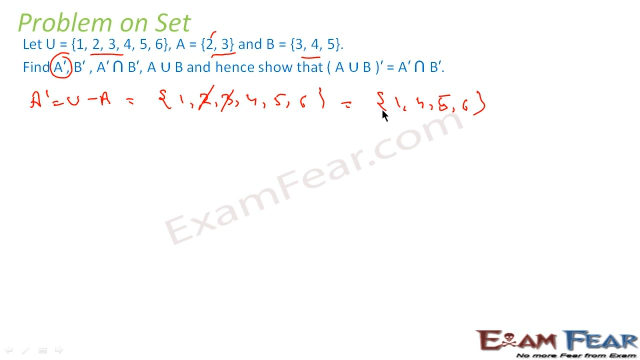 Problem on Set
Let U = {1, 2, 3, 4, 5, 6}, A = {2, 3} and B = {3, 4, 5}.
Find A′, B′ , A′ ∩ B′, A ∪ B and hence show that ( A ∪ B )′ = A′ ∩ B′.
A' = U - A = { 1, 2, 3, 4, 5, 6 } = { 1, 4, 5, 6 }
ExamFear.com
EXAM FEAR
No more Fear from Exam